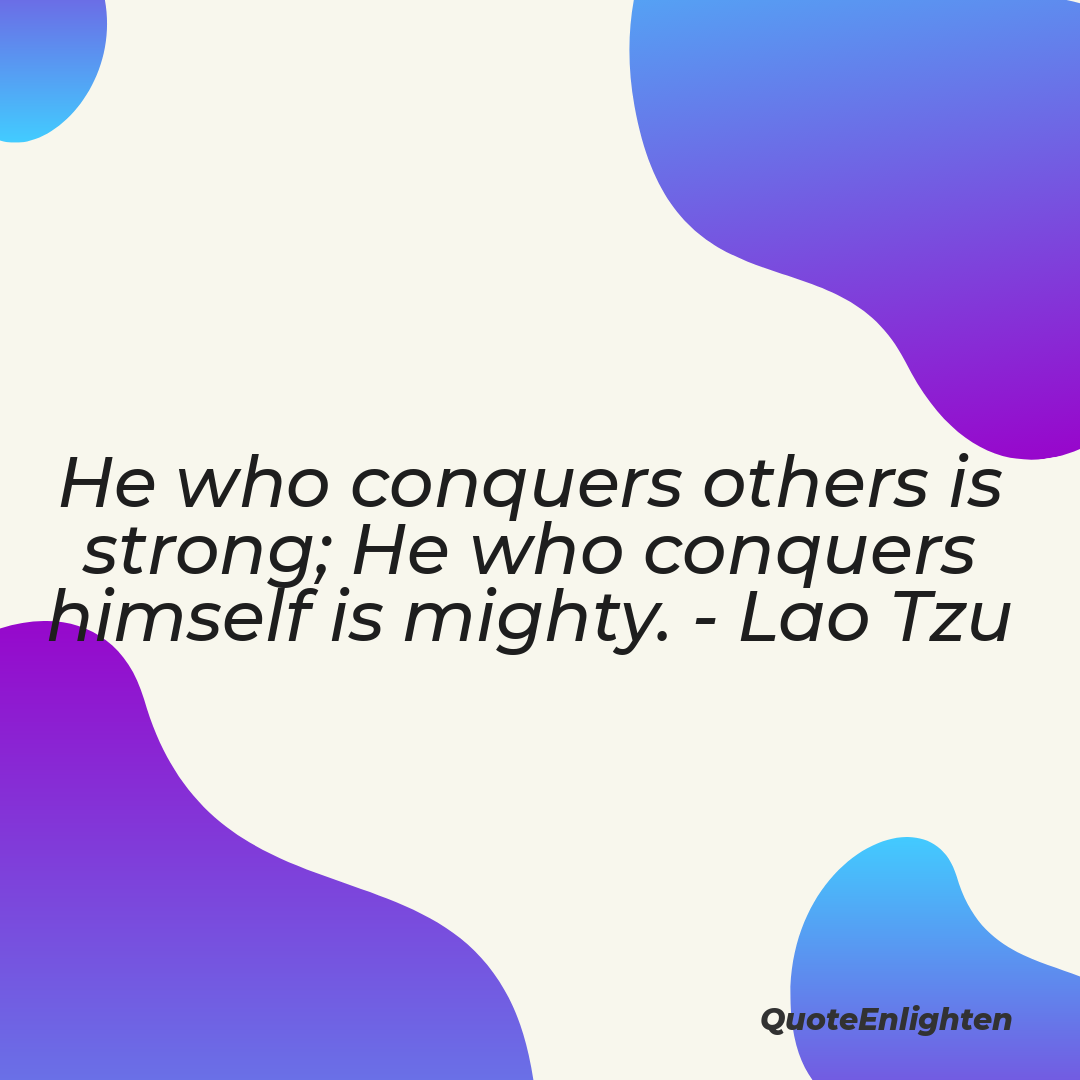 He who conquers others is
strong; He who conquers
himself is mighty. - Lao Tzu
QuoteEnlighten